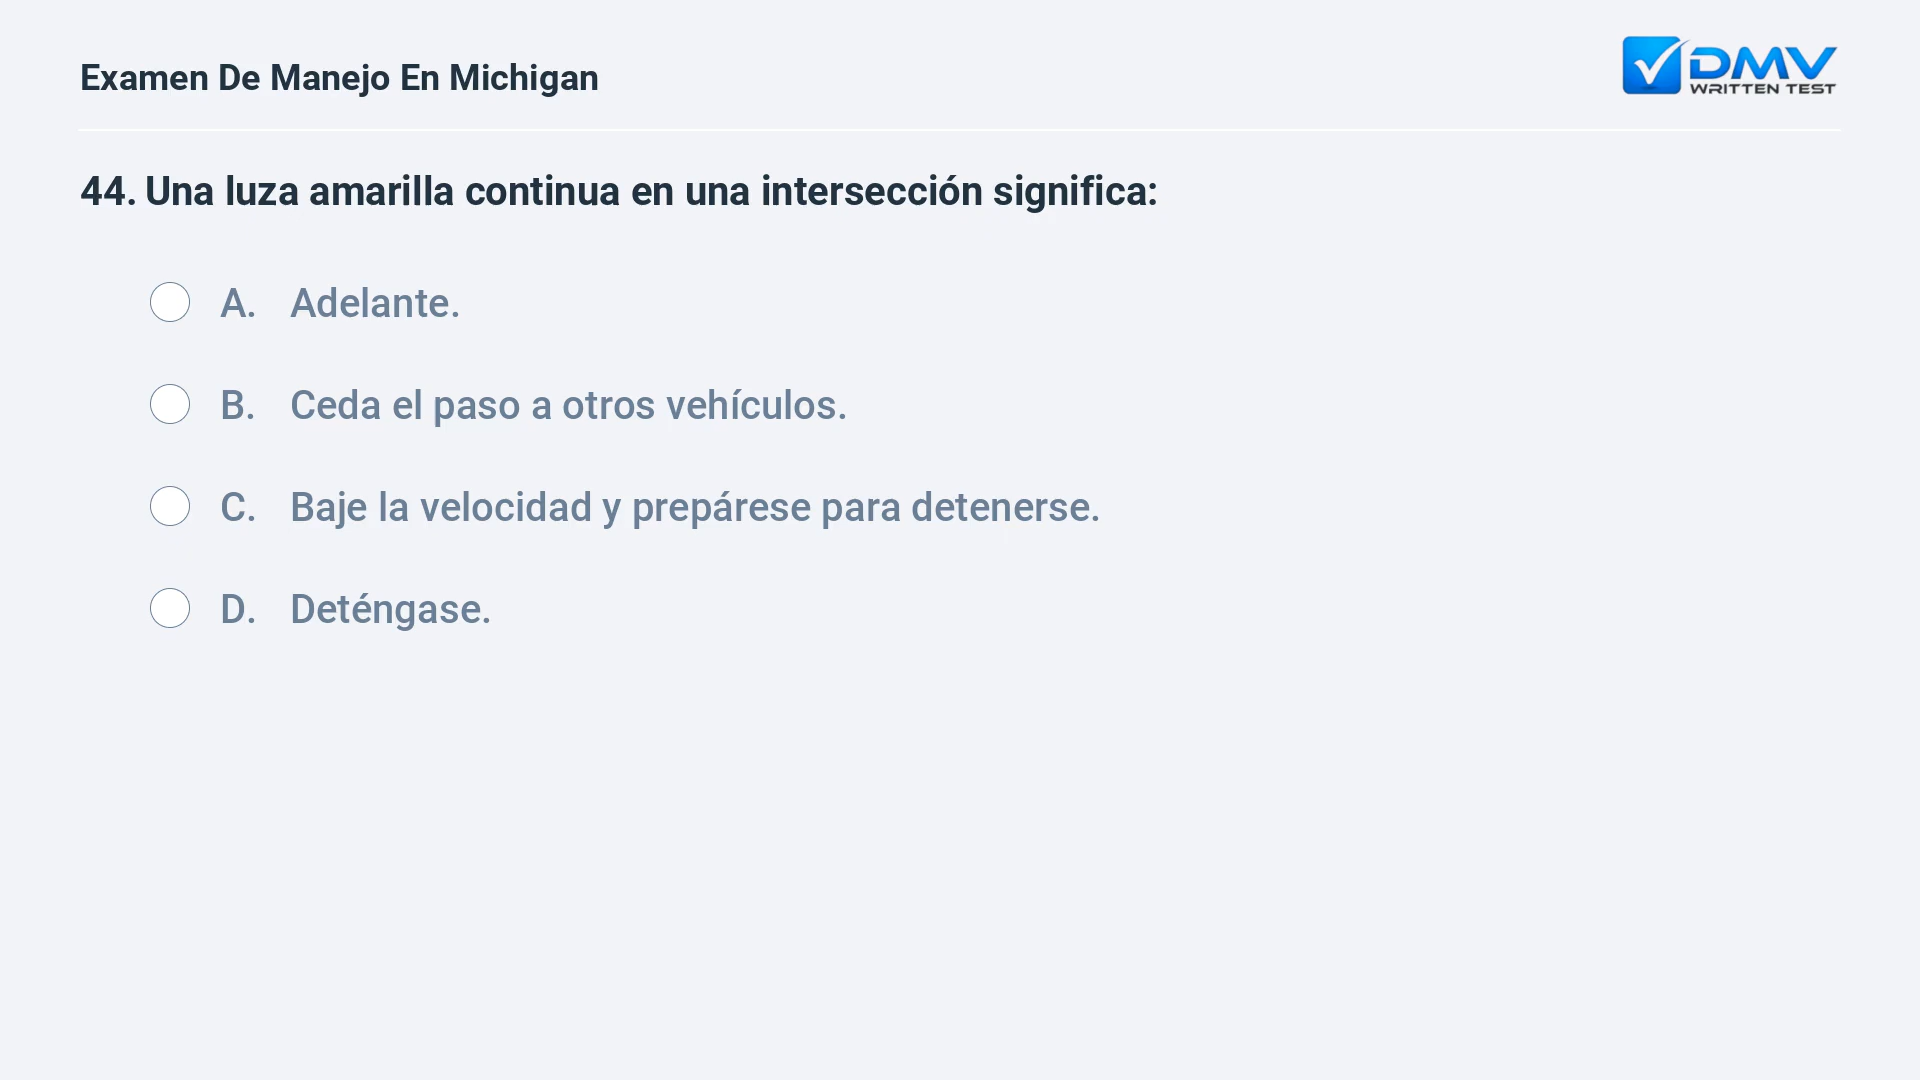 Examen De Manejo En Michigan
DMV
WRITTEN TEST
44. Una luza amarilla continua en una intersección significa:
A. Adelante.
B. Ceda el paso a otros vehículos.
C. Baje la velocidad y prepárese para detenerse.
D. Deténgase.